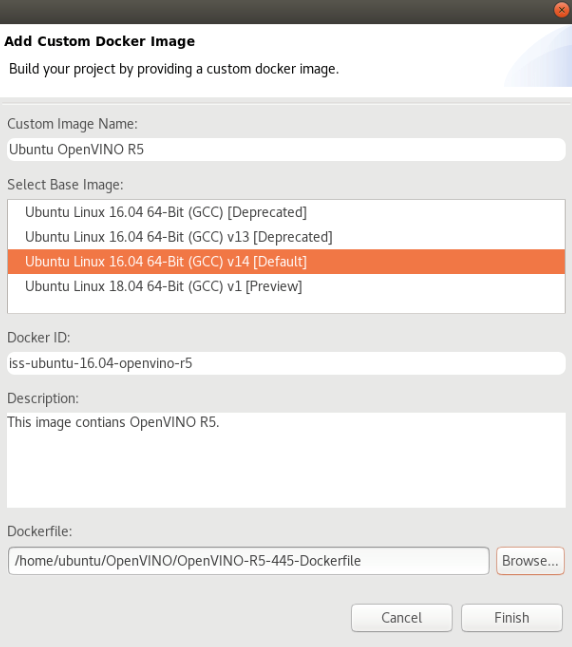 Add Custom Docker Image
Build your project by providing a custom docker image.
Custom Image Name:
Ubuntu OpenVINO R5
Select Base Image:
Ubuntu Linux 16.04 64-Bit (GCC) [Deprecated]
Ubuntu Linux 16.04 64-Bit (GCC) v13 [Deprecated]
Ubuntu Linux 16.04 64-Bit (GCC) v14 [Default]
Ubuntu Linux 18.04 64-Bit (GCC) v1 [Preview]
Docker ID:
iss-ubuntu-16.04-openvino-r5
Description:
This image contians OpenVINO R5.
Dockerfile:
/home/ubuntu/OpenVINO/OpenVINO-R5-445-Dockerfile Browse...
Cancel Finish